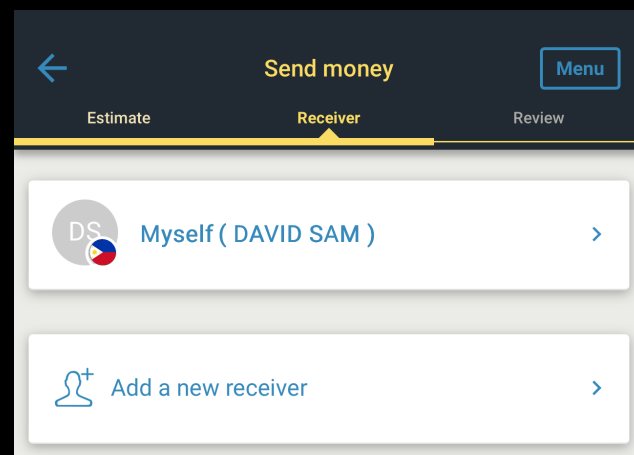 Send money
Menu
Estimate
Receiver
Review
DS
Myself ( DAVID SAM )
Add a new receiver